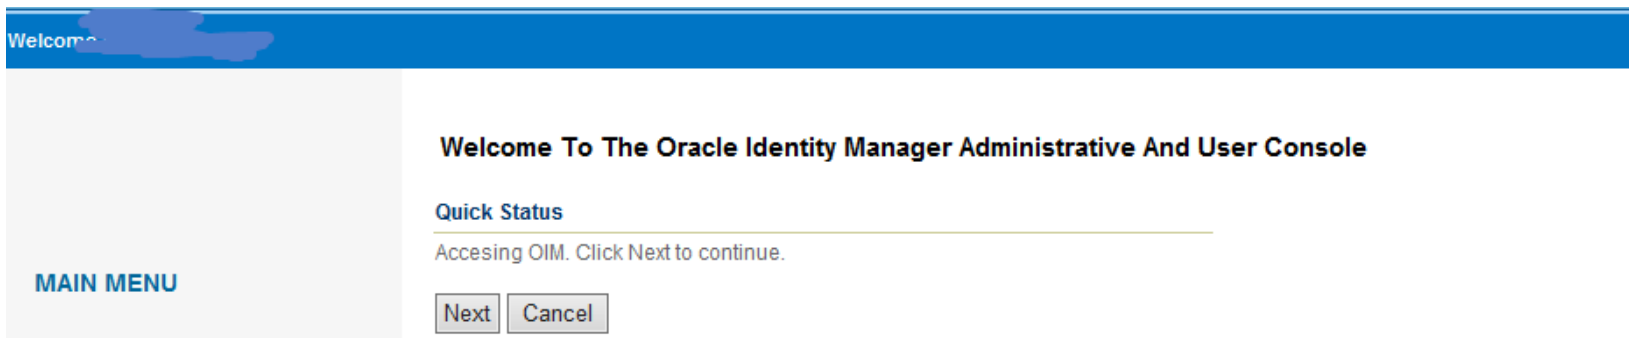 Welcome
Welcome To The Oracle Identity Manager Administrative And User Console
Quick Status
Accesing OIM. Click Next to continue.
MAIN MENU
Next Cancel